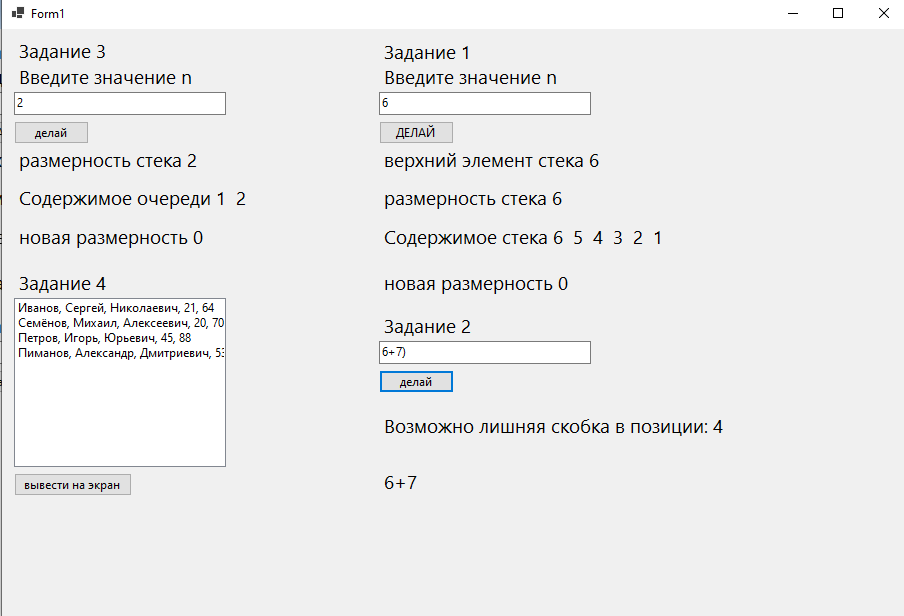 Form1
Задание 3
Введите значение n
2
делай
размерность стека 2
Содержимое очереди 1 2
новая размерность 0
Задание 4
Иванов, Сергей, Николаевич, 21, 64
Семёнов, Михаил, Алексеевич, 20, 70
Петров, Игорь, Юрьевич, 45, 88
Пиманов, Александр, Дмитриевич, 53
вывести на экран
Задание 1
Введите значение n
6
ДЕЛАЙ
верхний элемент стека 6
размерность стека 6
Содержимое стека 6 5 4 3 2 1
новая размерность 0
Задание 2
6+7)
делай
Возможно лишняя скобка в позиции: 4
6+7